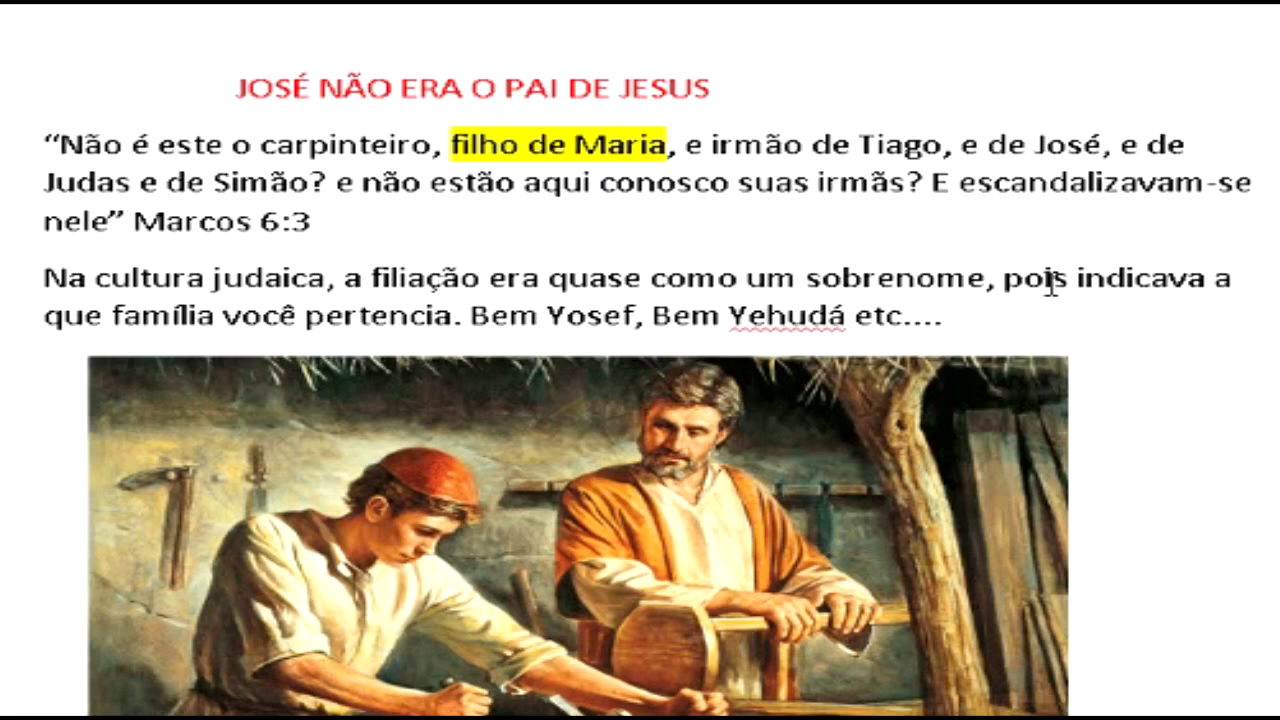 JOSÉ NÃO ERA O PAI DE JESUS
“Não é este o carpinteiro, filho de Maria, e irmão de Tiago, e de José, e de
Judas e de Simão? e não estão aqui conosco suas irmãs? E escandalizavam-se
nele” Marcos 6:3
Na cultura judaica, a filiação era quase como um sobrenome, pois indicava a
que família você pertencia. Bem Yosef, Bem Yehudá etc....